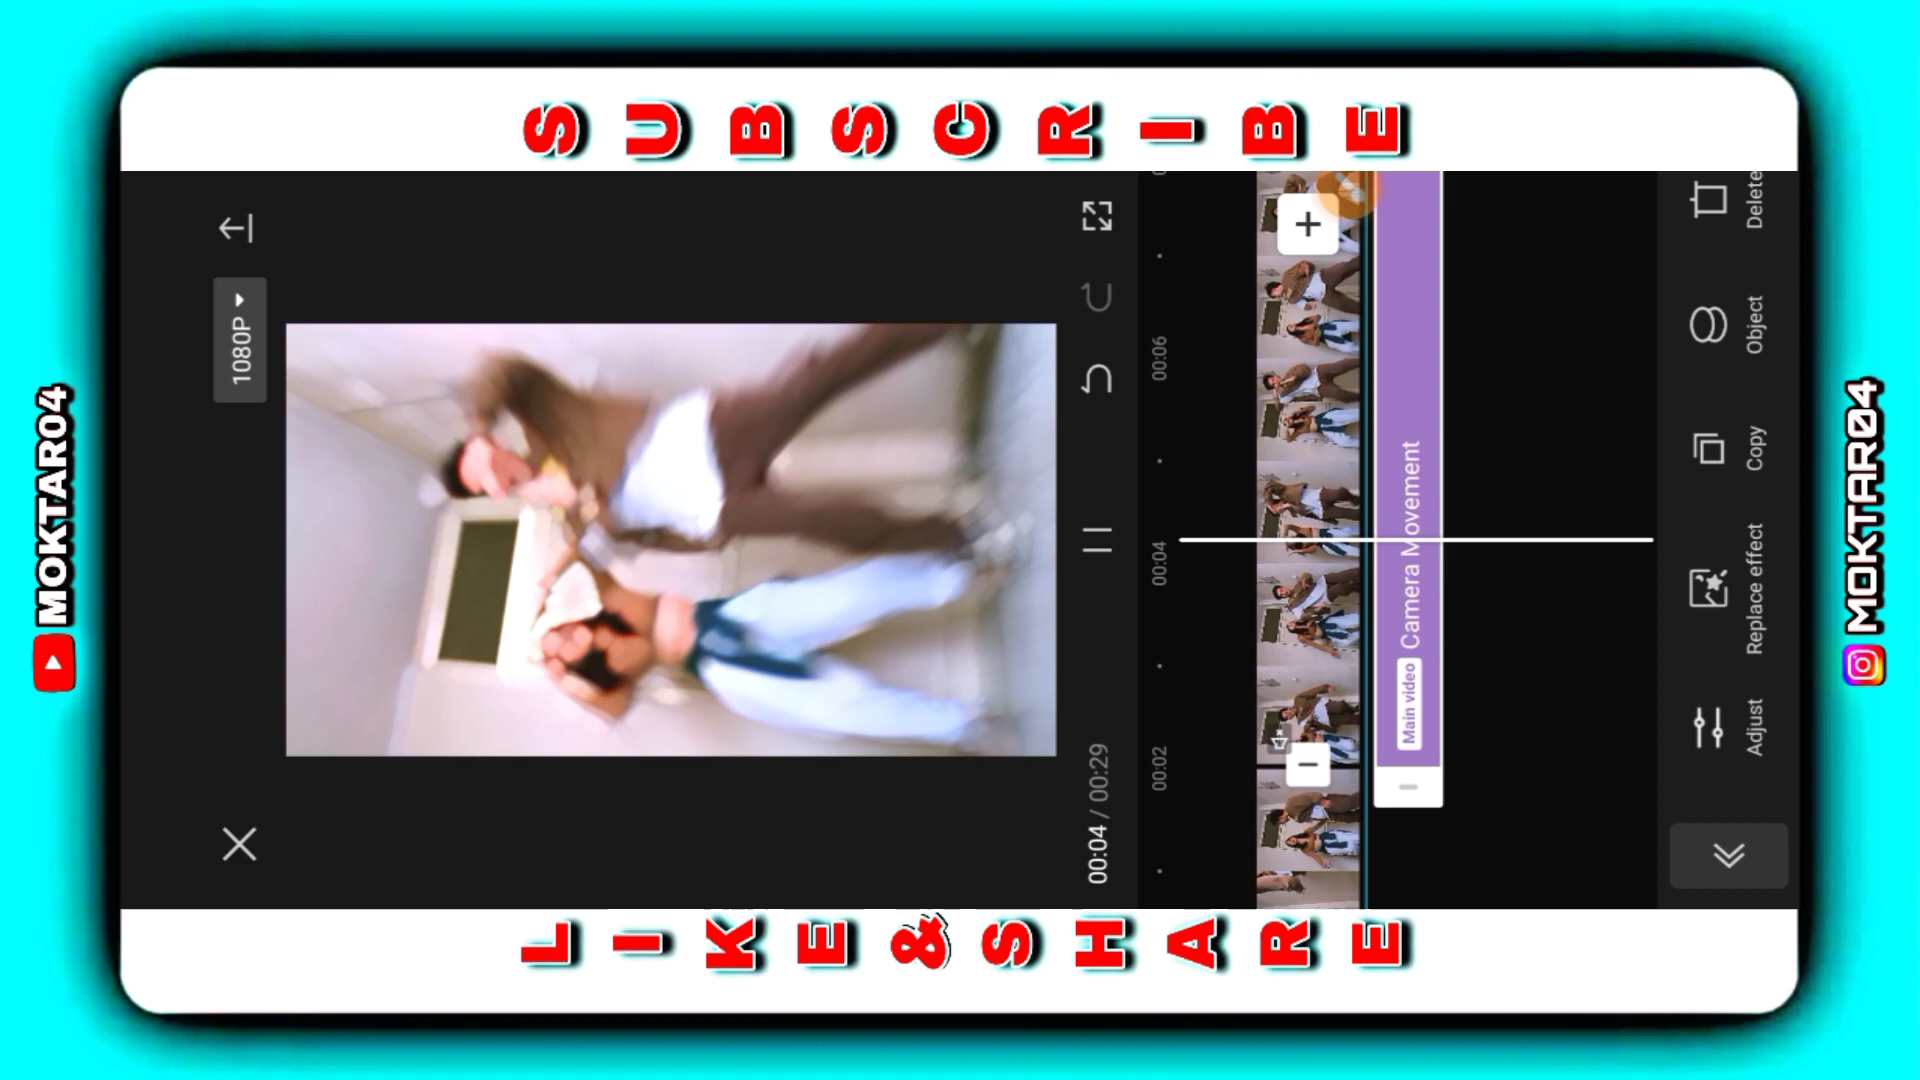 SUBSCRIBE
1080P
00:04 / 00:29
00:02
00:04
00:06
Main video
Camera Movement
Adjust
Replace effect
Copy
Object
Delete
LIKE&SHARE
MOKTAR04
MOKTAR04